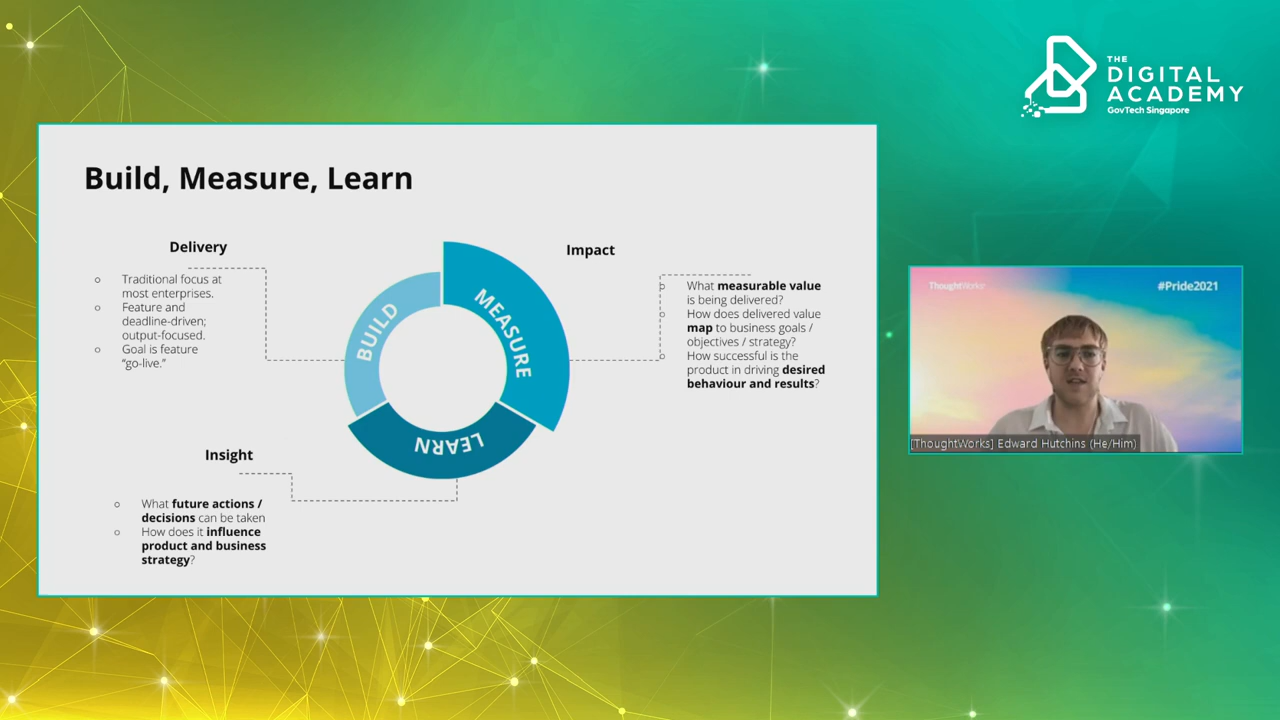 THE
DIGITAL
ACADEMY
GovTech Singapore
Build, Measure, Learn
Delivery
Traditional focus at
most enterprises.
Feature and
deadline-driven;
output-focused.
Goal is feature
“go-live.”
BUILD
MEASURE
LEARN
Impact
What measurable value
is being delivered?
How does delivered value
map to business goals /
objectives / strategy?
How successful is the
product in driving desired
behaviour and results?
Insight
What future actions /
decisions can be taken
How does it influence
product and business
strategy?
ThoughtWorks
#Pride2021
[ThoughtWorks] Edward Hutchins (He/Him)